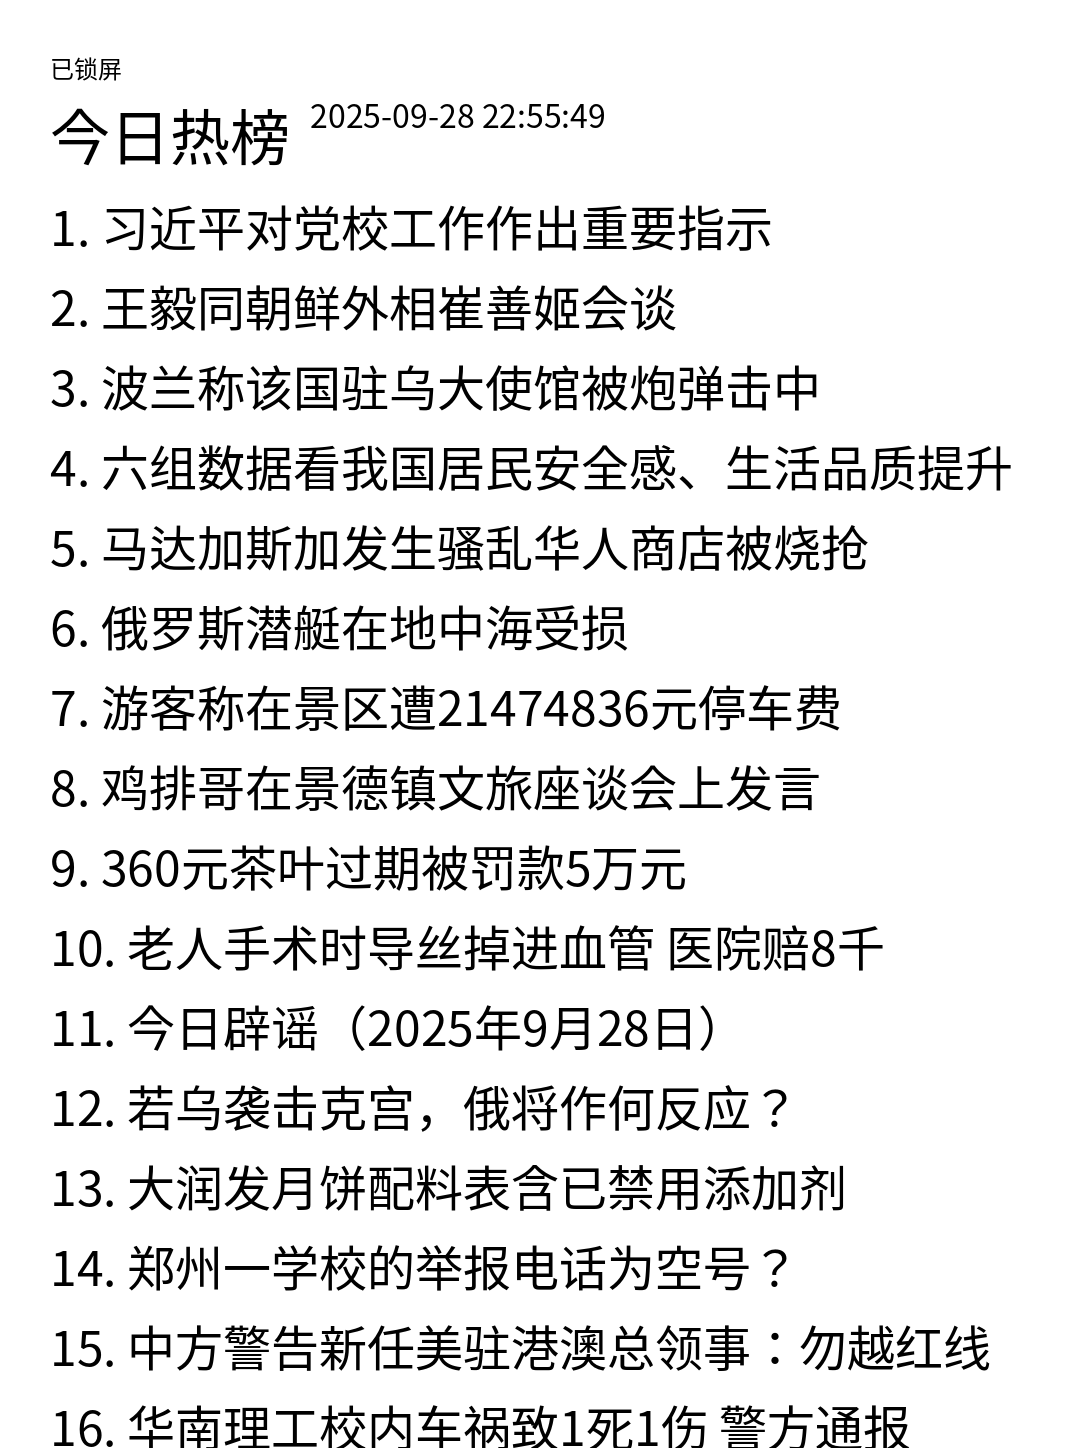 已锁屏
今日热榜 2025-09-28 22:55:49
1. 习近平对党校工作作出重要指示
2. 王毅同朝鲜外相崔善姬会谈
3. 波兰称该国驻乌大使馆被炮弹击中
4. 六组数据看我国居民安全感、生活品质提升
5. 马达加斯加发生骚乱华人商店被烧抢
6. 俄罗斯潜艇在地中海受损
7. 游客称在景区遭21474836元停车费
8. 鸡排哥在景德镇文旅座谈会上发言
9. 360元茶叶过期被罚款5万元
10. 老人手术时导丝掉进血管 医院赔8千
11. 今日辟谣（2025年9月28日）
12. 若乌袭击克宫，俄将作何反应？
13. 大润发月饼配料表含已禁用添加剂
14. 郑州一学校的举报电话为空号？
15. 中方警告新任美驻港澳总领事：勿越红线
16. 华南理工校内车祸致1死1伤 警方通报